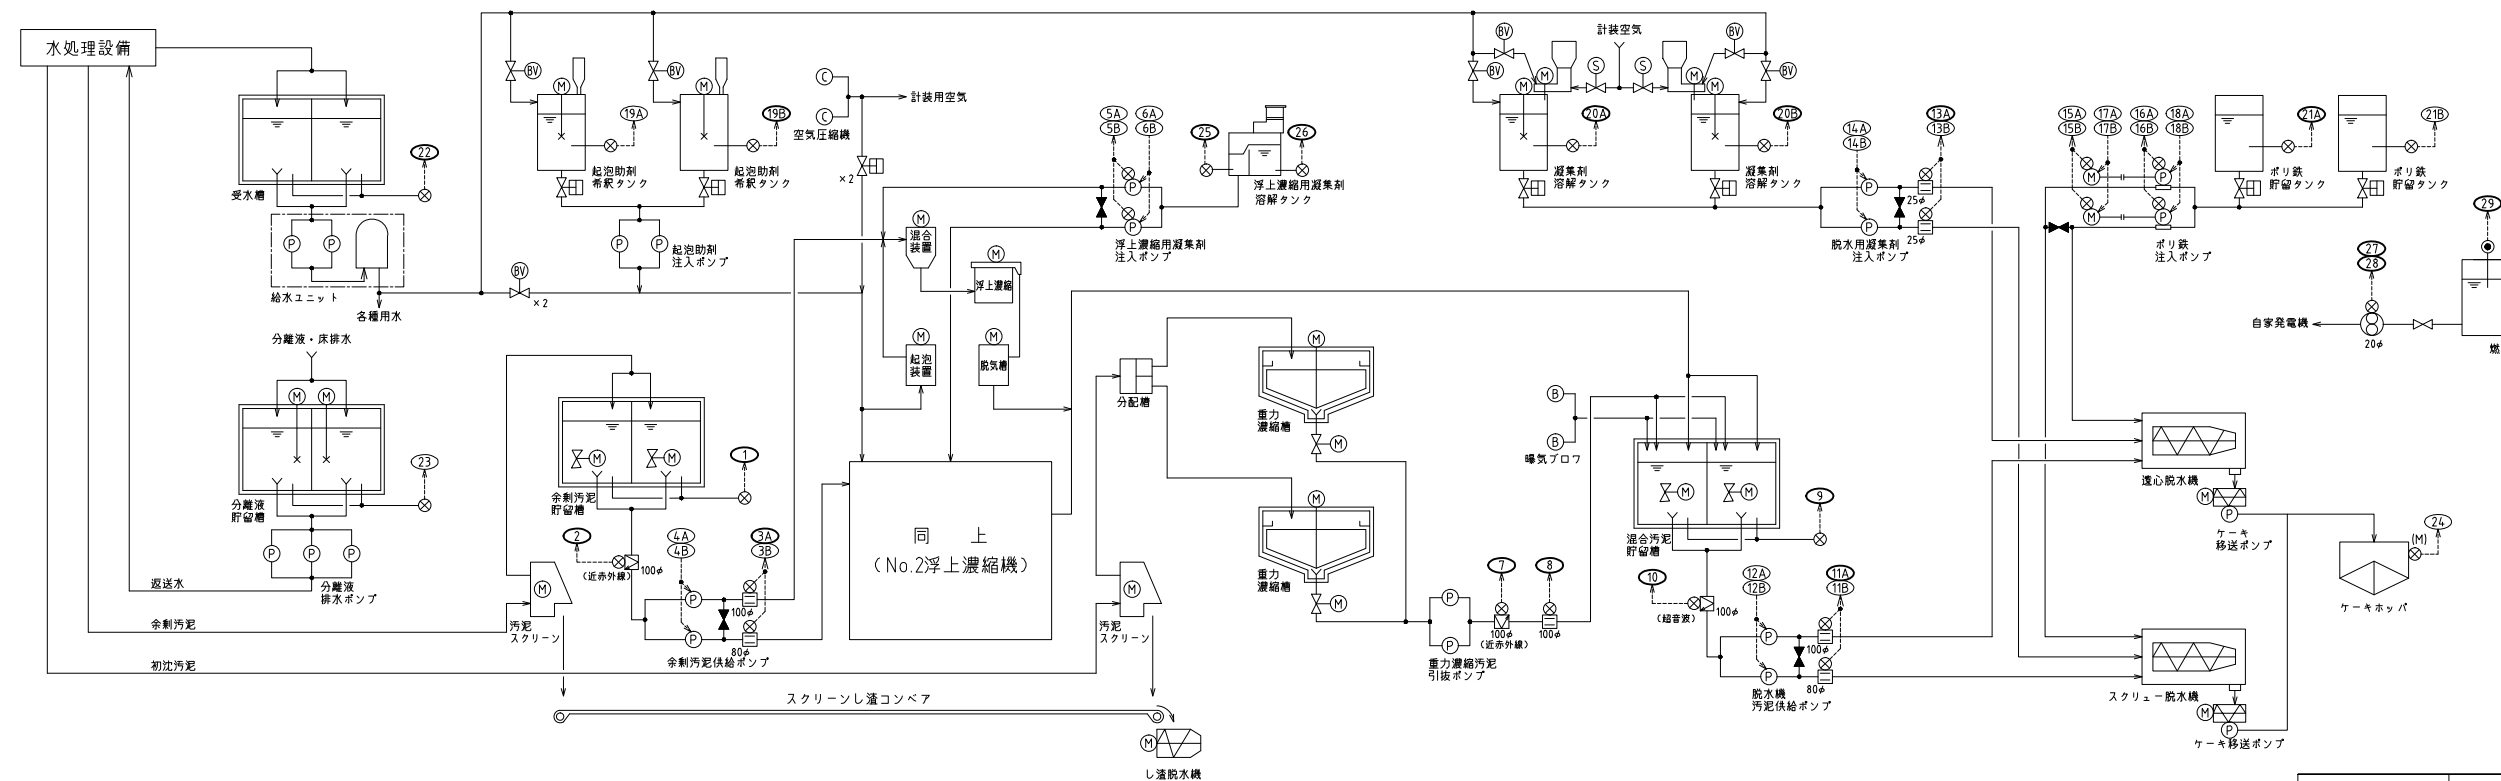 水処理設備
受水槽
22
P
P
給水ユニット
各種用水
BV
×2
分離液・床排水
M
M
23
分離液
貯留槽
P
P
P
分離液
排水ポンプ
返送水
余剰汚泥
初沈汚泥
BV
M
19A
起泡助剤
希釈タンク
BV
M
19B
起泡助剤
希釈タンク
P
P
起泡助剤
注入ポンプ
C
C
計装用空気
空気圧縮機
×2
M
混合
装置
M
浮上濃縮
M
起泡
装置
M
脱気槽
5A
5B
6A
6B
P
P
浮上濃縮用凝集剤
注入ポンプ
25
26
浮上濃縮用凝集剤
溶解タンク
M
M
1
余剰汚泥
貯留槽
2
(近赤外線)
100φ
M
汚泥
スクリーン
4A
4B
3A
3B
P
P
100φ
80φ
余剰汚泥供給ポンプ
同 上
(No.2浮上濃縮機)
M
汚泥
スクリーン
スクリーンし渣コンベア
M
し渣脱水機
分配槽
M
重力
濃縮槽
M
M
重力
濃縮槽
M
P
P
重力濃縮汚泥
引抜ポンプ
7
100φ
(近赤外線)
8
100φ
B
B
曝気ブロワ
M
M
9
混合汚泥
貯留槽
10
(超音波)
100φ
12A
12B
11A
11B
P
P
100φ
80φ
脱水機
汚泥供給ポンプ
計装空気
BV
BV
M
M
S
S
BV
BV
M
M
20A
凝集剤
溶解タンク
20B
凝集剤
溶解タンク
14A
14B
13A
13B
P
P
25φ
25φ
脱水用凝集剤
注入ポンプ
15A
15B
17A
17B
16A
16B
18A
18B
M
P
M
P
ポリ鉄
注入ポンプ
21A
ポリ鉄
貯留タンク
21B
ポリ鉄
貯留タンク
29
27
28
自家発電機
20φ
燃
遠心脱水機
M
P
ケーキ
移送ポンプ
24
(M)
ケーキホッパ
スクリュー脱水機
M
P
ケーキ移送ポンプ